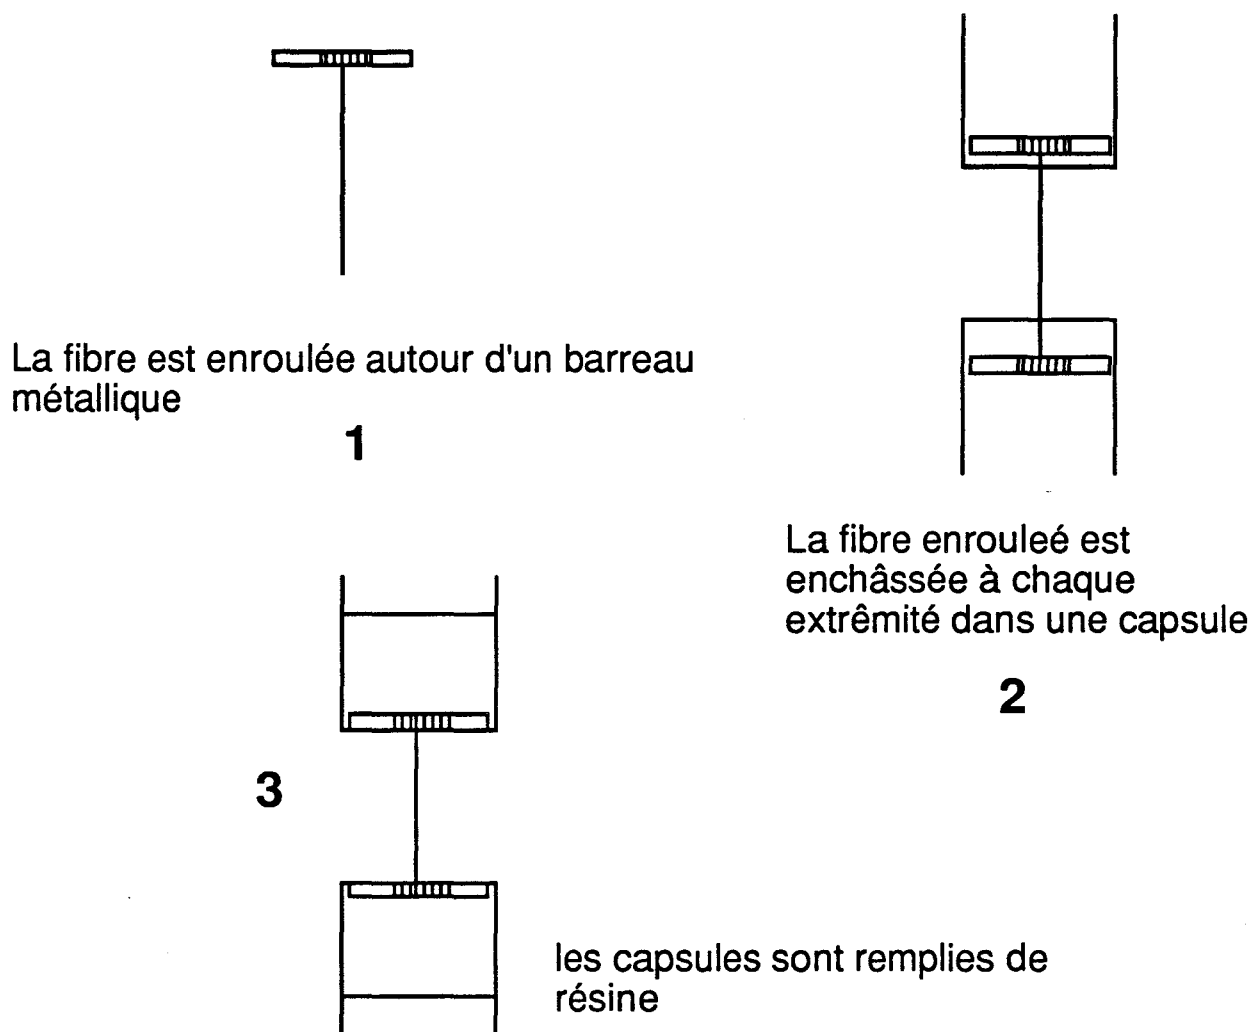 La fibre est enroulée autour d'un barreau
métallique
1
La fibre enrouleé est
enchâssée à chaque
extrêmité dans une capsule
2
3
les capsules sont remplies de
résine